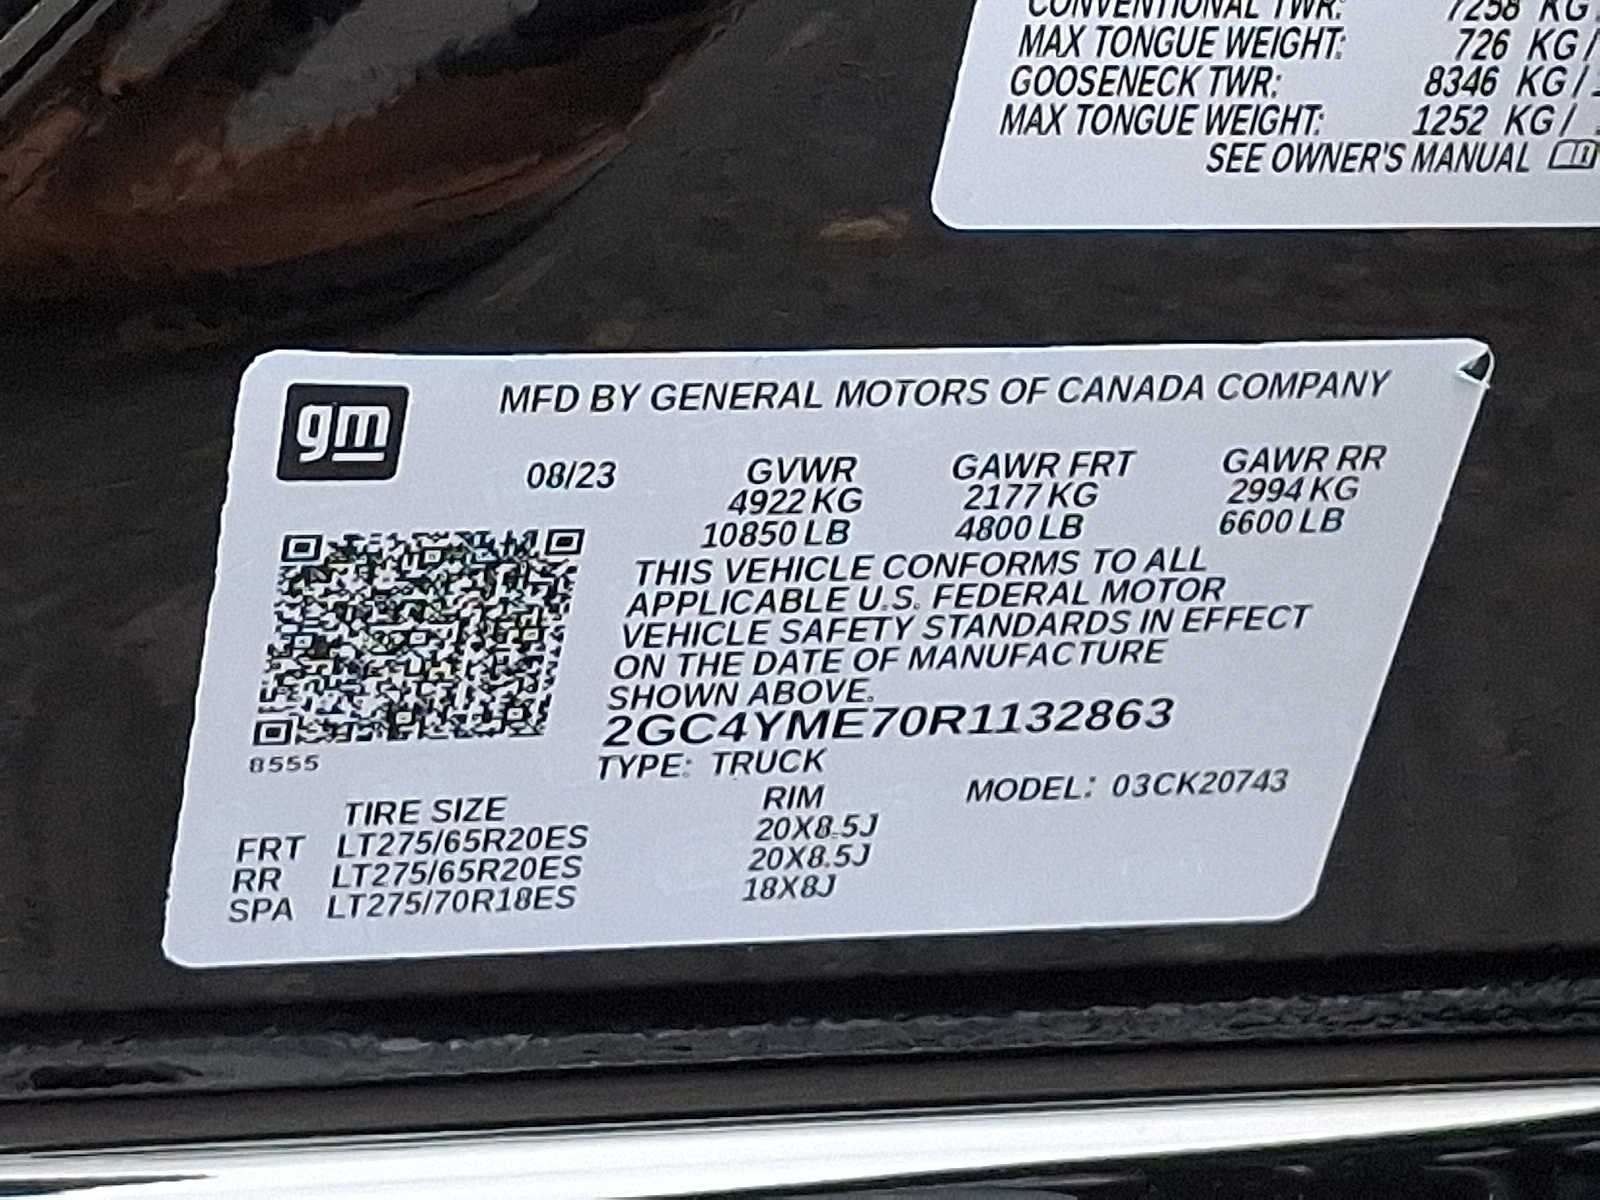 CONVENTIONAL TWR: 7258 KG
MAX TONGUE WEIGHT: 726 KG/
GOOSENECK TWR: 8346 KG/
MAX TONGUE WEIGHT: 1252 KG/
SEE OWNER'S MANUAL
gm
MFD BY GENERAL MOTORS OF CANADA COMPANY
08/23 GVWR GAWR FRT GAWR RR
4922 KG 2177 KG 2994 KG
10850 LB 4800 LB 6600 LB
THIS VEHICLE CONFORMS TO ALL
APPLICABLE U.S. FEDERAL MOTOR
VEHICLE SAFETY STANDARDS IN EFFECT
ON THE DATE OF MANUFACTURE
SHOWN ABOVE.
2GC4YME70R1132863
8555
TYPE: TRUCK
MODEL: 03CK20743
TIRE SIZE RIM
FRT LT275/65R20ES 20X8.5J
RR LT275/65R20ES 20X8.5J
SPA LT275/70R18ES 18X8J